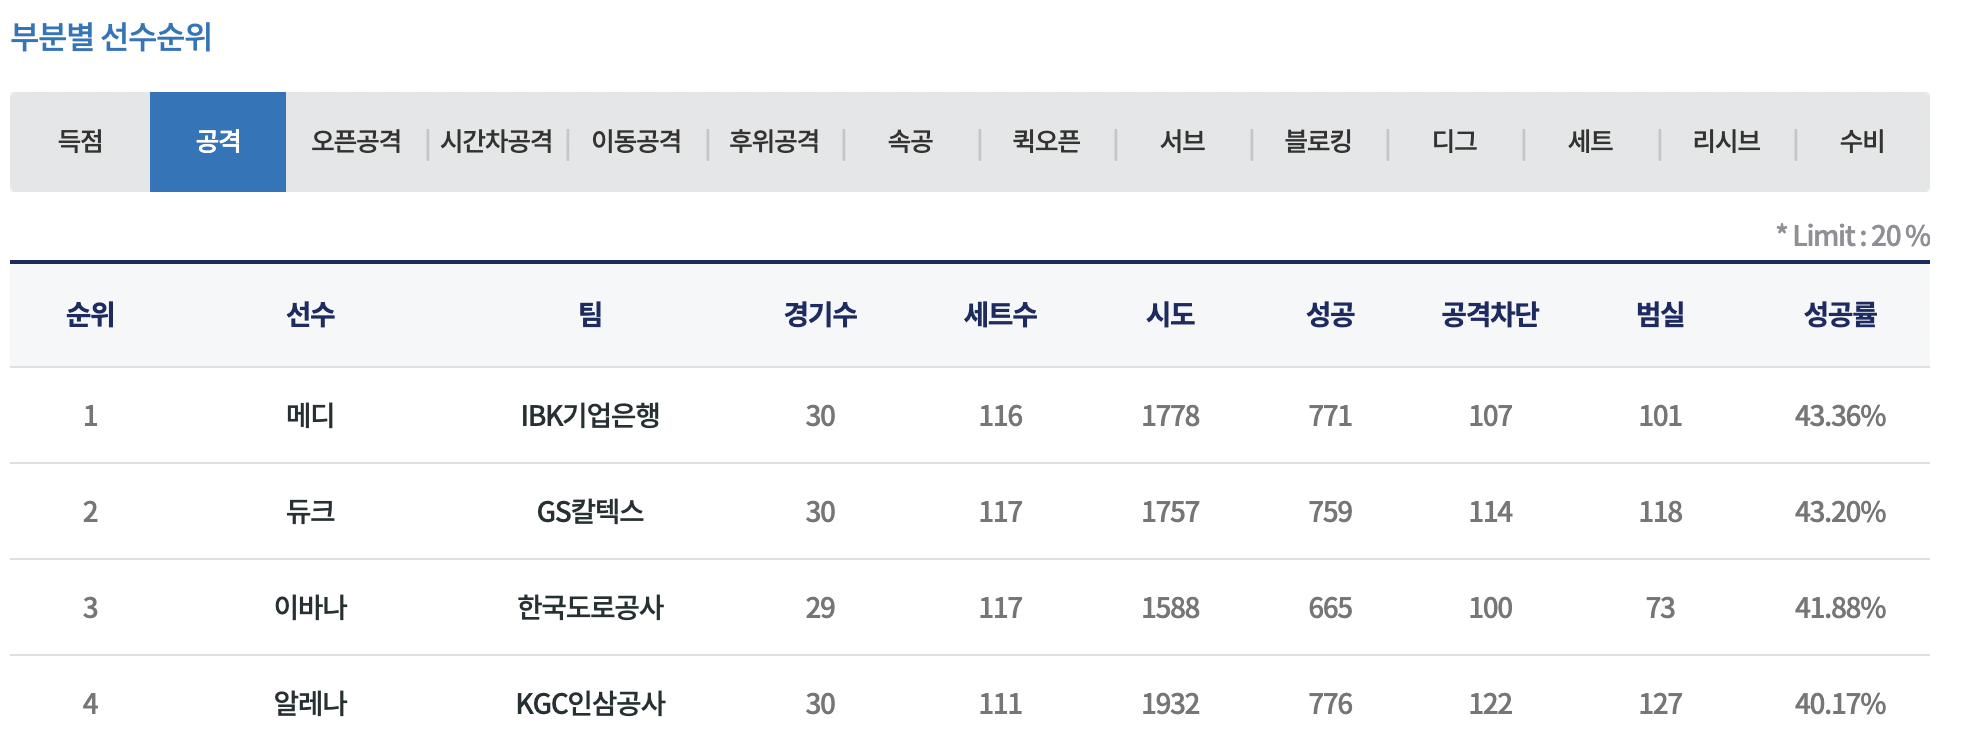 부분별 선수순위
득점 공격 오픈공격 시간차공격 이동공격 후위공격 속공 퀵오픈 서브 블로킹 디그 세트 리시브 수비
* Limit : 20 %
순위 선수 팀 경기수 세트수 시도 성공 공격차단 범실 성공률
1 메디 IBK기업은행 30 116 1778 771 107 101 43.36%
2 듀크 GS칼텍스 30 117 1757 759 114 118 43.20%
3 이바나 한국도로공사 29 117 1588 665 100 73 41.88%
4 알레나 KGC인삼공사 30 111 1932 776 122 127 40.17%